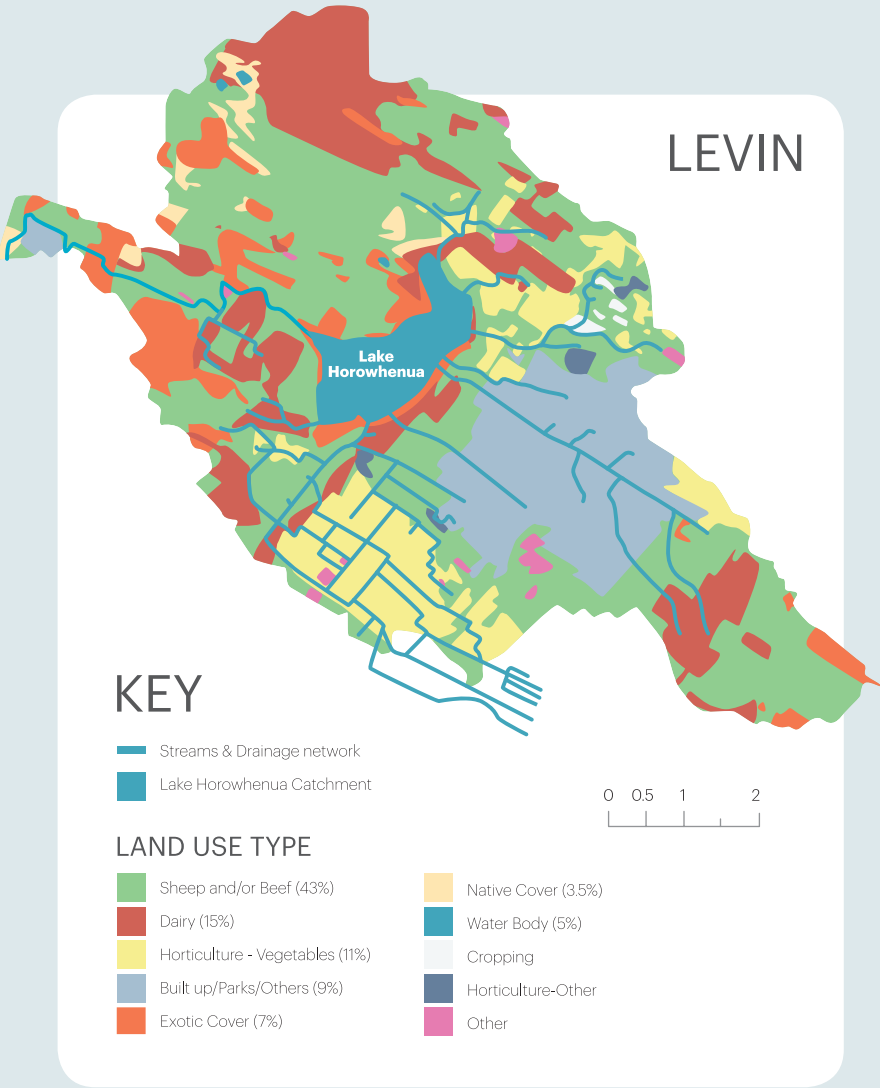 LEVIN
Lake
Horowhenua
KEY
Streams & Drainage network
Lake Horowhenua Catchment
0 0.5 1 2
LAND USE TYPE
Sheep and/or Beef (43%)
Dairy (15%)
Horticulture - Vegetables (11%)
Built up/Parks/Others (9%)
Exotic Cover (7%)
Native Cover (3.5%)
Water Body (5%)
Cropping
Horticulture-Other
Other